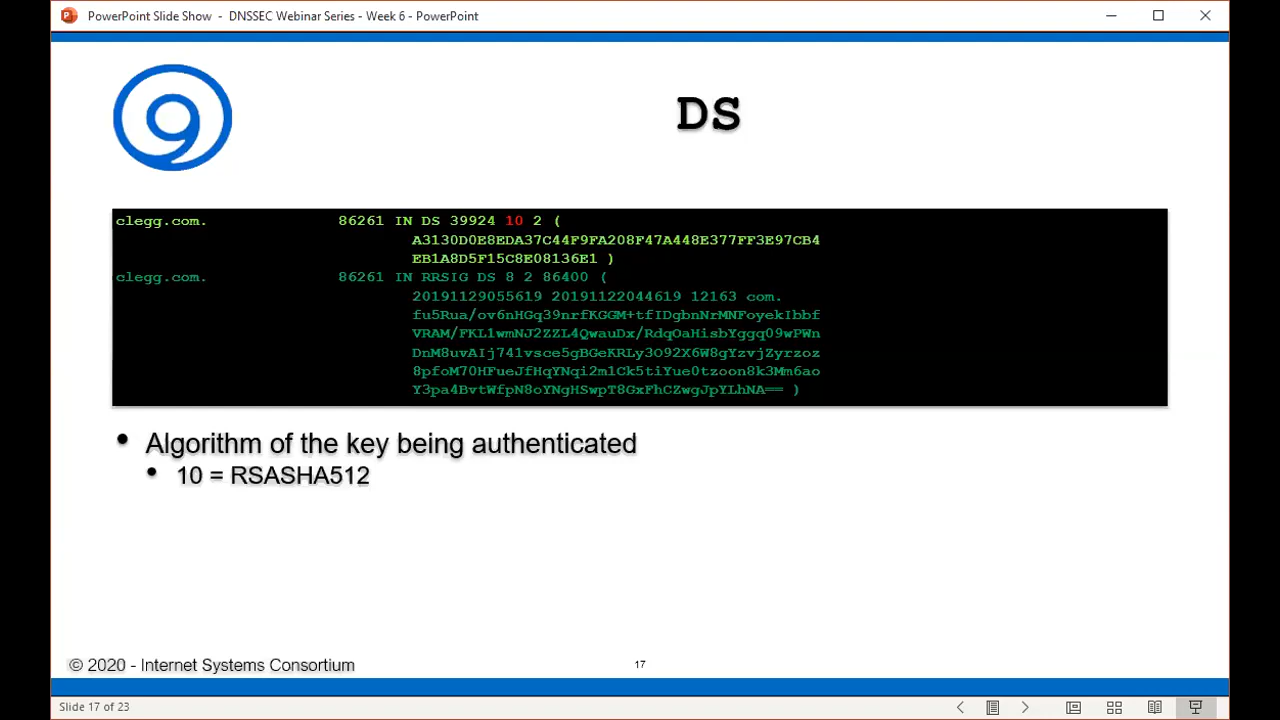 PowerPoint Slide Show - DNSSEC Webinar Series - Week 6 - PowerPoint
DS
clegg.com. 86261 IN DS 39924 10 2 (
A3130D0E8EDA37C44F9FA208F47A448E377FF3E97CB4
EB1A8D5F15C8E08136E1 )
clegg.com. 86261 IN RRSIG DS 8 2 86400 (
20191129055619 20191122044619 12163 com.
fu5Rua/ov6nHGq39nrfKGGM+tfIDgbnNrMNFoyekIbbf
VRAM/FKL1wmNJ2ZZL4QwauDx/RdqOaHisbYggq09wPWn
DnM8uvAIj741vsce5gBGeKRLy3O92X6W8gYzvjZyrzoz
8pfoM70HFueJfHqYNqi2m1Ck5tiYue0tzoon8k3Mm6ao
Y3pa4BvtWfpN8oYNgHSwpT8GxFhCZwgJpYLhNA== )
• Algorithm of the key being authenticated
• 10 = RSASHA512
© 2020 - Internet Systems Consortium
17
Slide 17 of 23